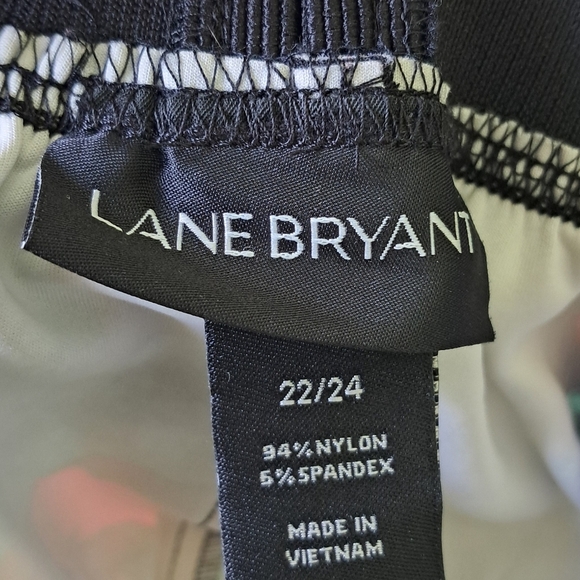 LANE BRYANT
22/24
94% NYLON
6% SPANDEX
MADE IN
VIETNAM